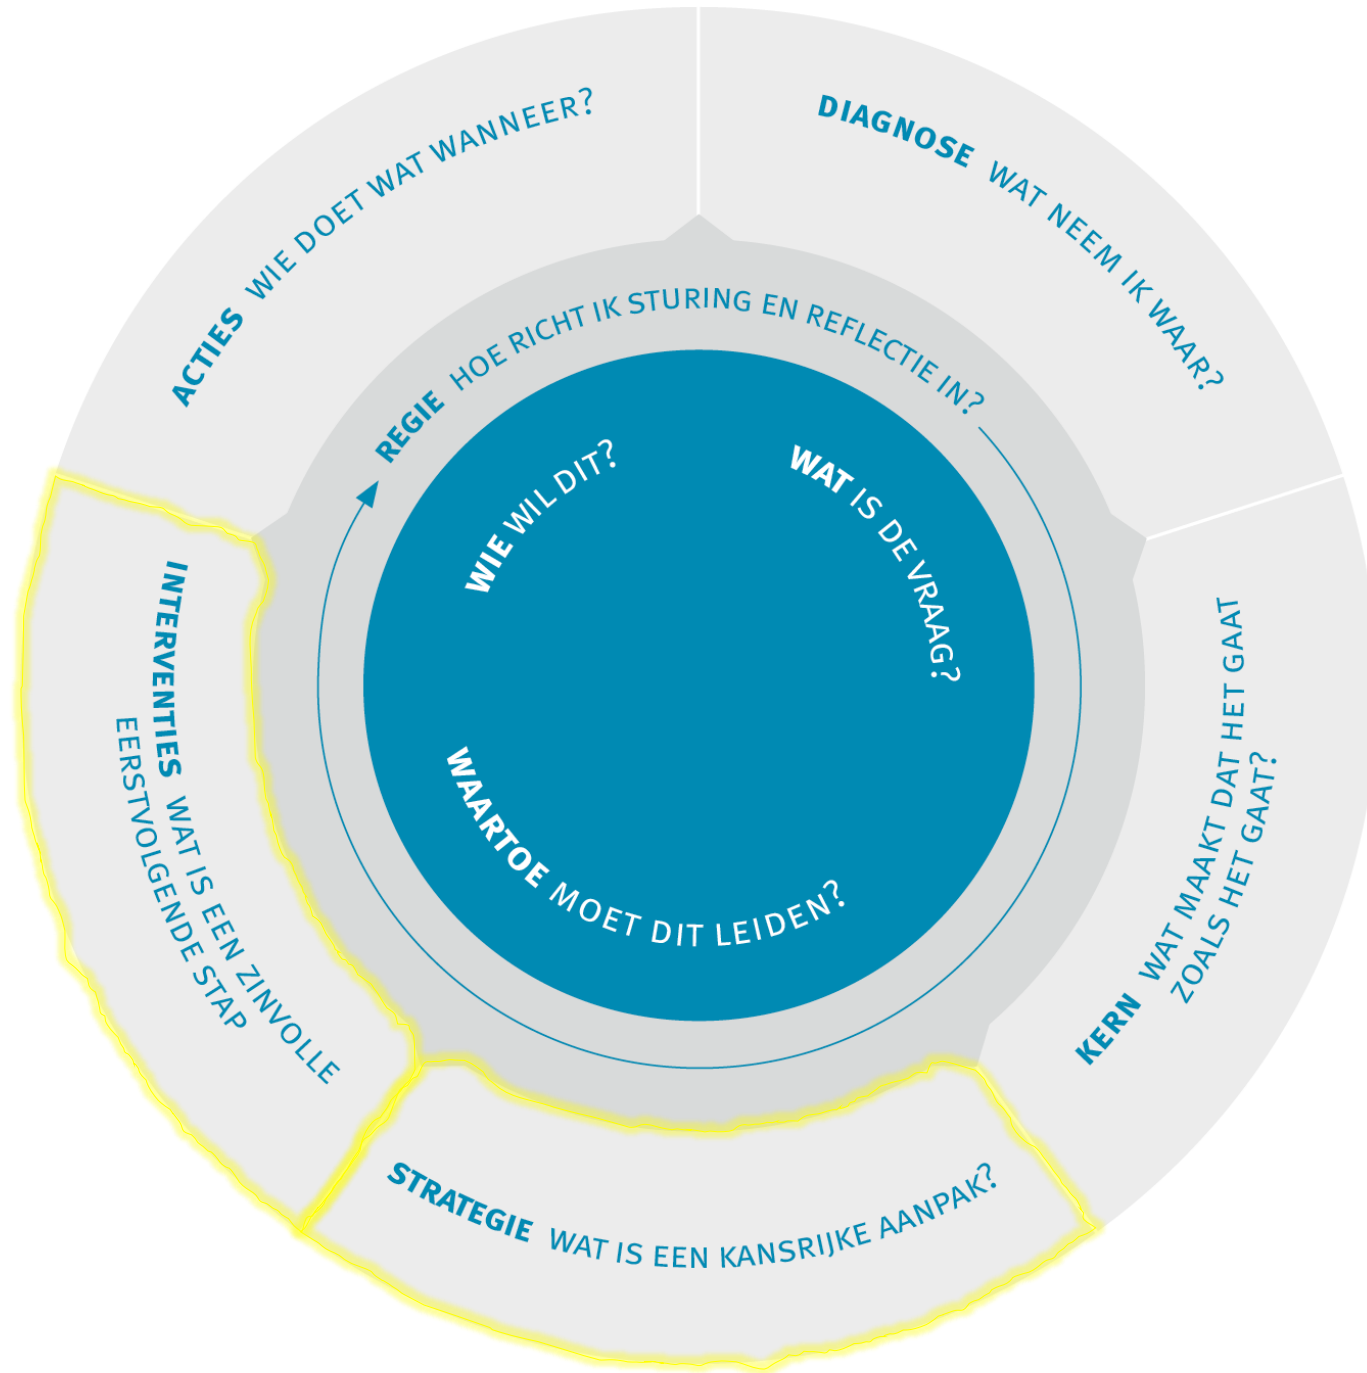 DIAGNOSE WAT NEEM IK WAAR?
KERN WAT MAAKT DAT HET GAAT
ZOALS HET GAAT?
STRATEGIE WAT IS EEN KANSRIJKE AANPAK?
INTERVENTIES WAT IS EEN ZINVOLLE
EERSTVOLGENDE STAP
ACTIES WIE DOET WAT WANNEER?
REGIE HOE RICHT IK STURING EN REFLECTIE IN?
WAT IS DE VRAAG?
WAARTOE MOET DIT LEIDEN?
WIE WIL DIT?